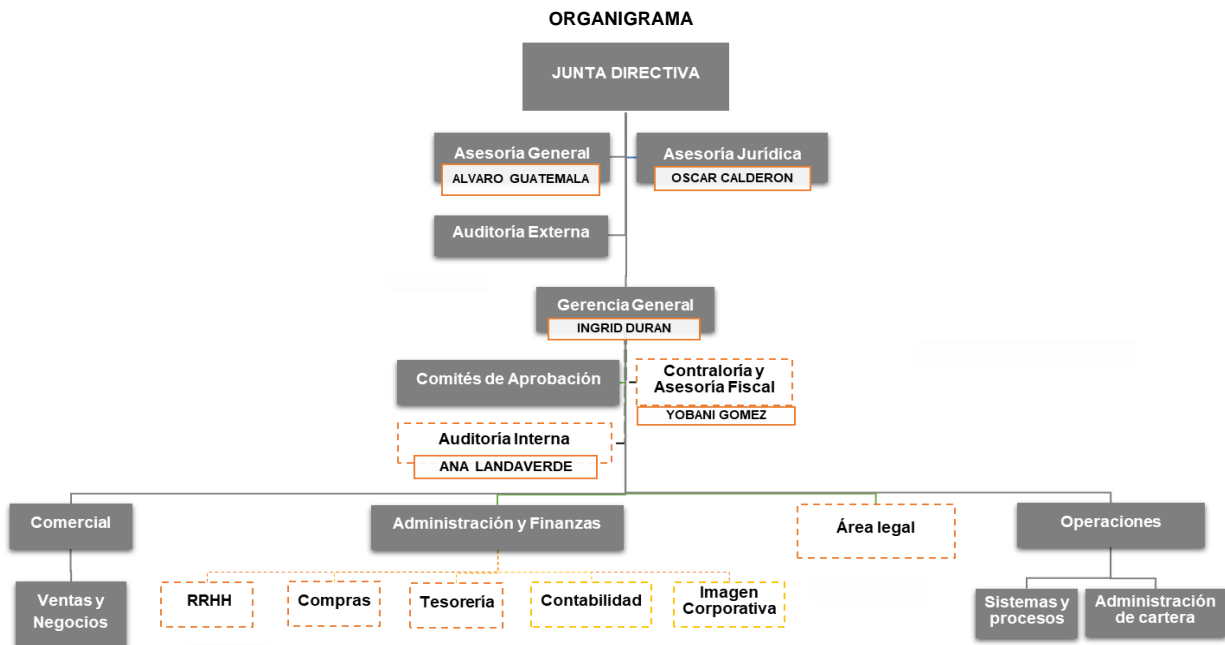 ORGANIGRAMA
JUNTA DIRECTIVA
Asesoría General
ALVARO GUATEMALA
Asesoría Jurídica
OSCAR CALDERON
Auditoría Externa
Gerencia General
INGRID DURAN
Comités de Aprobación
Contraloría y
Asesoría Fiscal
YOBANI GOMEZ
Auditoría Interna
ANA LANDAVERDE
Comercial
Administración y Finanzas
Área legal
Operaciones
Ventas y
Negocios
RRHH
Compras
Tesorería
Contabilidad
Imagen
Corporativa
Sistemas y
procesos
Administración
de cartera